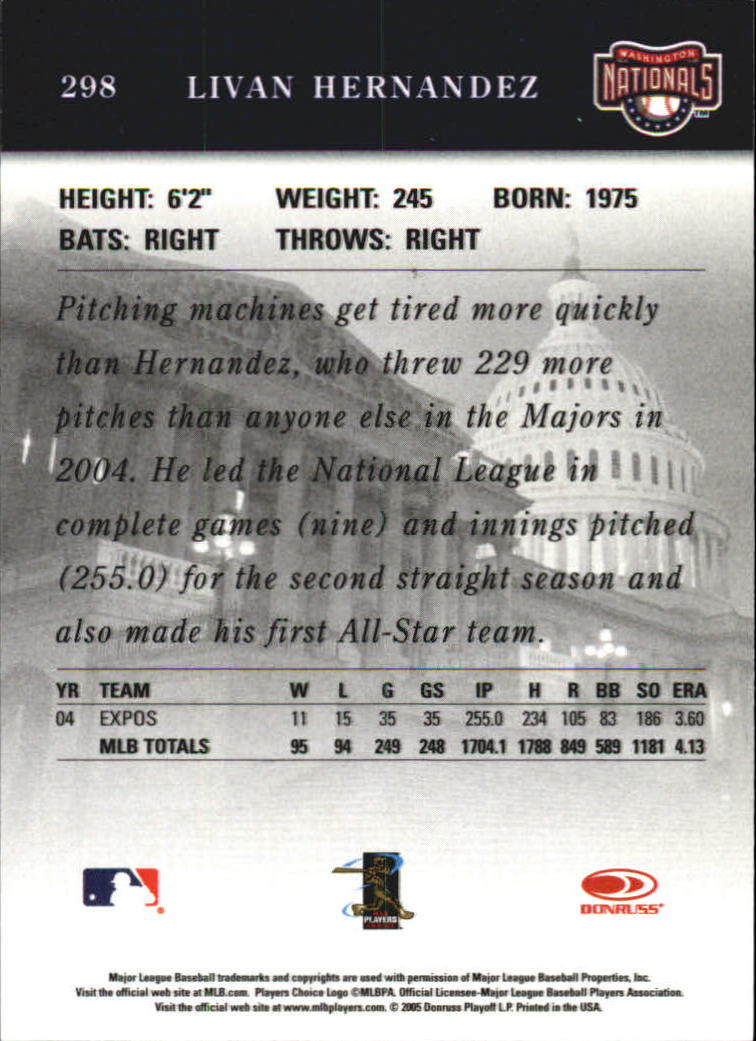 298 LIVAN HERNANDEZ
WASHINGTON
NATIONALS
TM
HEIGHT: 6'2" WEIGHT: 245 BORN: 1975
BATS: RIGHT THROWS: RIGHT
Pitching machines get tired more quickly
than Hernandez, who threw 229 more
pitches than anyone else in the Majors in
2004. He led the National League in
complete games (nine) and innings pitched
(255.0) for the second straight season and
also made his first All-Star team.
YR TEAM W L G GS IP H R BB SO ERA
04 EXPOS 11 15 35 35 255.0 234 105 83 186 3.60
MLB TOTALS 95 94 249 248 1704.1 1788 849 589 1181 4.13
PLAYERS
DONRUSS
Major League Baseball trademarks and copyrights are used with permission of Major League Baseball Properties, Inc.
Visit the official web site at MLB.com. Players Choice Logo ©MLBPA. Official Licensee-Major League Baseball Players Association.
Visit the official web site at www.mlbplayers.com. © 2005 Donruss Playoff L.P. Printed in the USA.